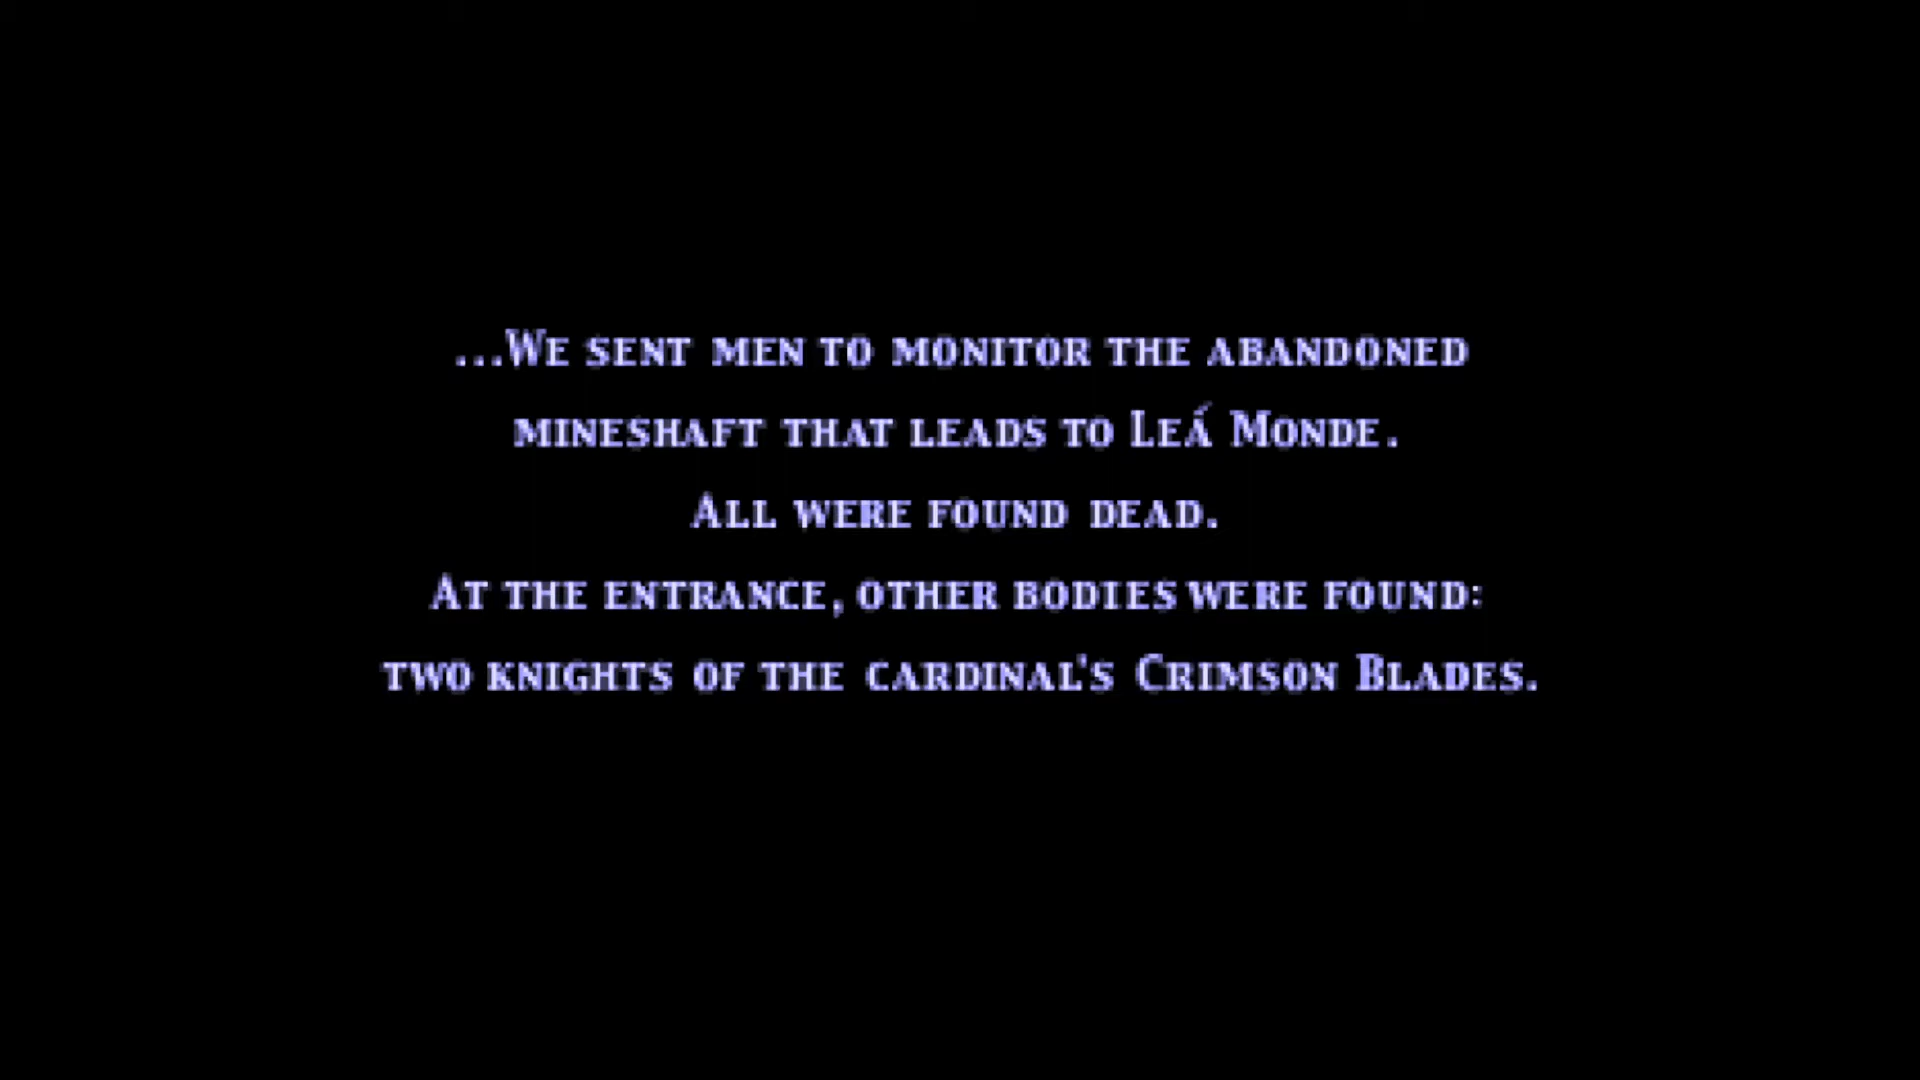 ...We sent men to monitor the abandoned
mineshaft that leads to Leá Monde.
All were found dead.
At the entrance, other bodies were found:
two knights of the cardinal's Crimson Blades.